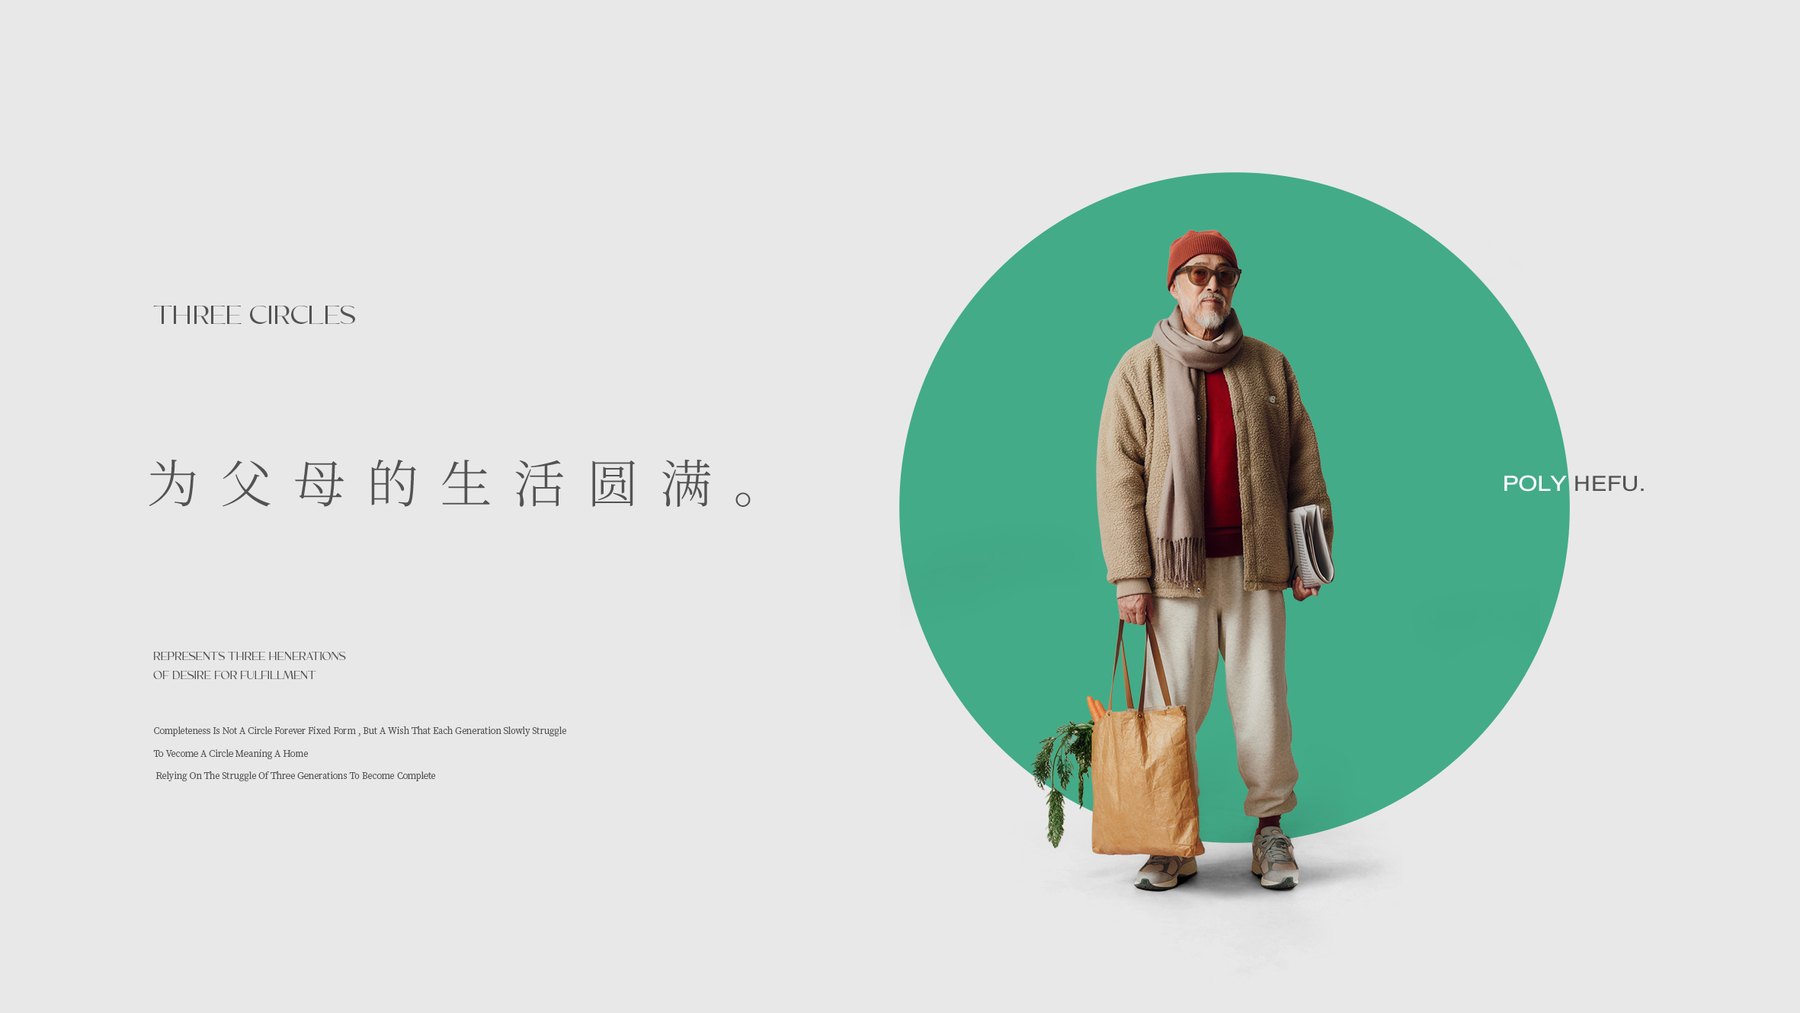 THREE CIRCLES
为父母的生活圆满。
POLY HEFU.
REPRESENTS THREE HENERATIONS
OF DESIRE FOR FULFILLMENT
Completeness Is Not A Circle Forever Fixed Form , But A Wish That Each Generation Slowly Struggle
To Vecome A Circle Meaning A Home
Relying On The Struggle Of Three Generations To Become Complete